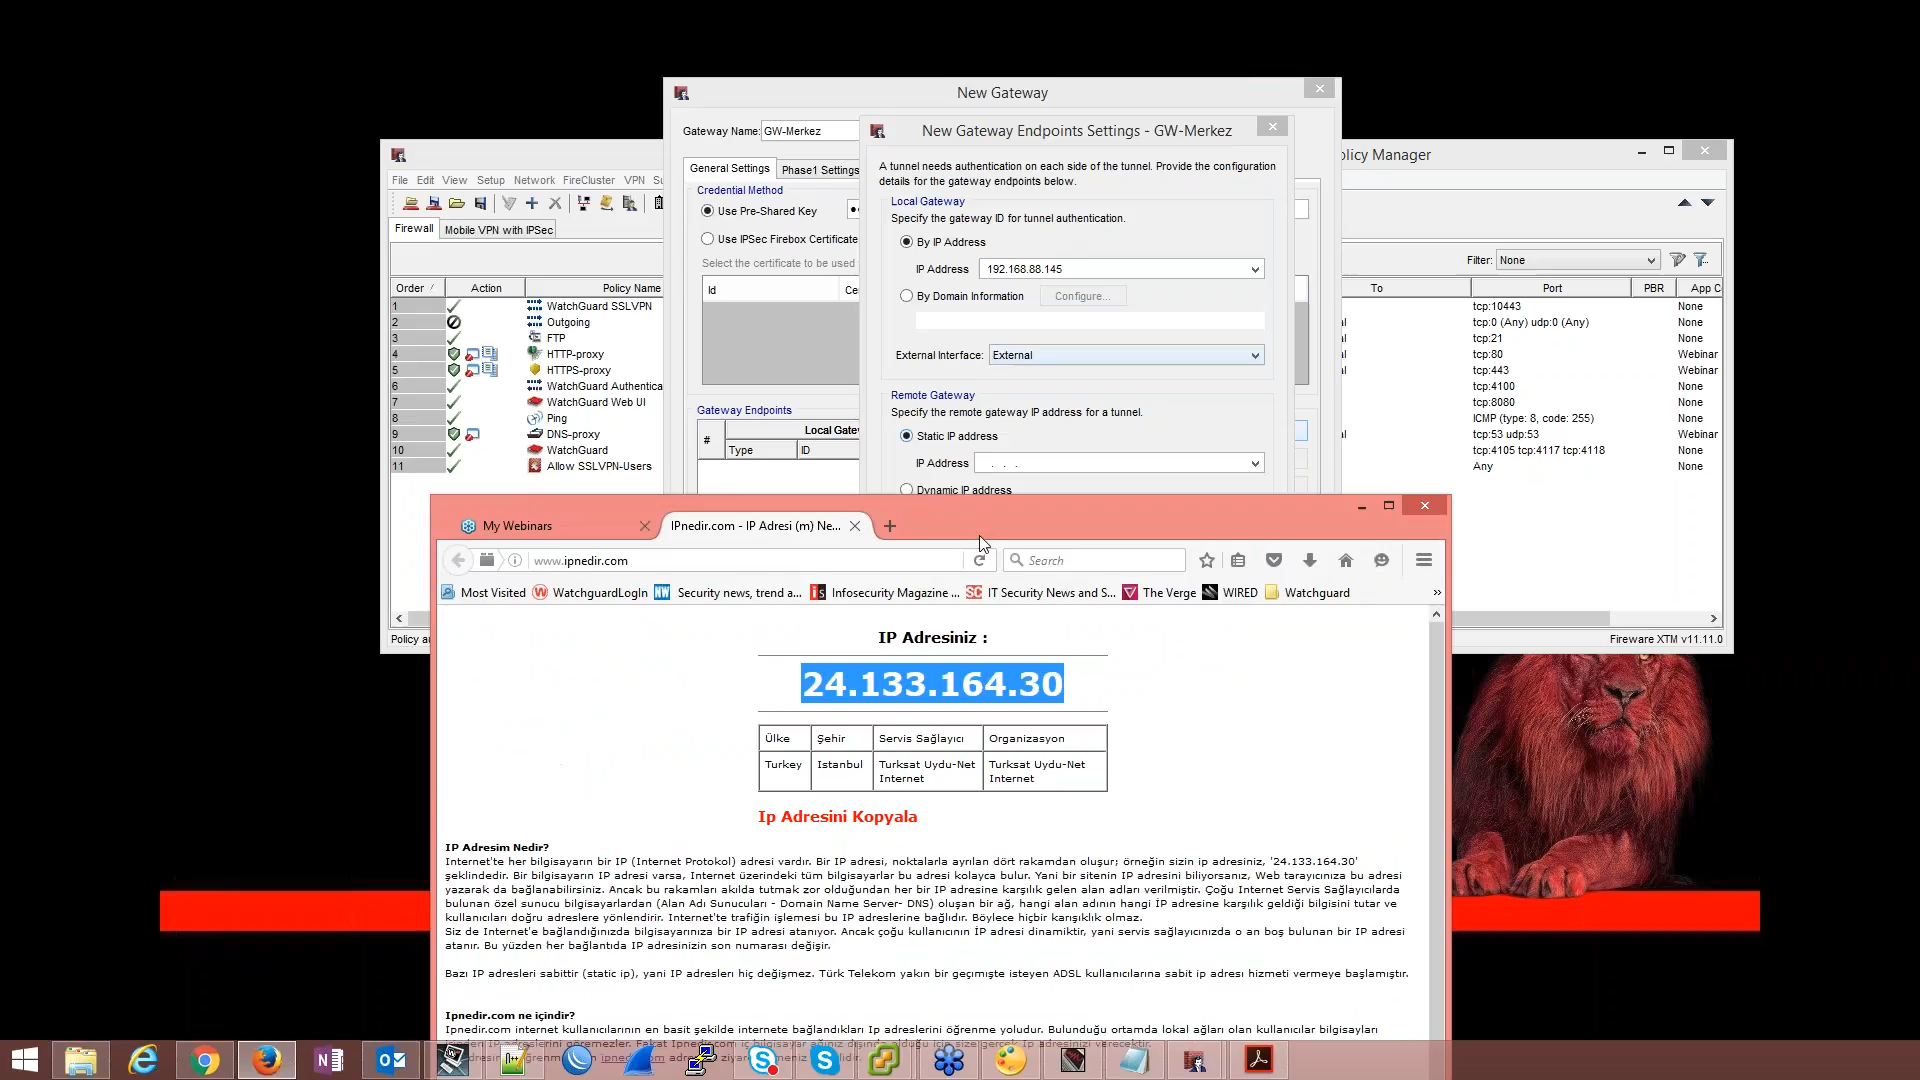 New Gateway
Gateway Name: GW-Merkez
General Settings
Phase1 Settings
Credential Method
Use Pre-Shared Key
Use IPSec Firebox Certificate
Select the certificate to be used
Id
Ce
Gateway Endpoints
#
Local Gatew
Type
ID
New Gateway Endpoints Settings - GW-Merkez
A tunnel needs authentication on each side of the tunnel. Provide the configuration
details for the gateway endpoints below.
Local Gateway
Specify the gateway ID for tunnel authentication.
By IP Address
IP Address 192.168.88.145
By Domain Information Configure...
External Interface: External
Remote Gateway
Specify the remote gateway IP address for a tunnel.
Static IP address
IP Address . . .
Dynamic IP address
olicy Manager
File Edit View Setup Network FireCluster VPN Su
Firewall
Mobile VPN with IPSec
Filter: None
Order Action Policy Name To Port PBR App C
1 WatchGuard SSLVPN tcp:10443 None
2 Outgoing al tcp:0 (Any) udp:0 (Any) None
3 FTP al tcp:21 None
4 HTTP-proxy al tcp:80 Webinar
5 HTTPS-proxy al tcp:443 Webinar
6 WatchGuard Authentica tcp:4100 None
7 WatchGuard Web UI tcp:8080 None
8 Ping ICMP (type: 8, code: 255) None
9 DNS-proxy al tcp:53 udp:53 Webinar
10 WatchGuard tcp:4105 tcp:4117 tcp:4118 None
11 Allow SSLVPN-Users Any None
Policy au
Fireware XTM v11.11.0
My Webinars
IPnedir.com - IP Adresi (m) Ne...
www.ipnedir.com
Search
Most Visited WatchguardLogIn Security news, trend a... Infosecurity Magazine ... IT Security News and S... The Verge WIRED Watchguard
IP Adresiniz :
24.133.164.30
Ülke Şehir Servis Sağlayıcı Organizasyon
Turkey Istanbul Turksat Uydu-Net Internet Turksat Uydu-Net Internet
Ip Adresini Kopyala
IP Adresim Nedir?
Internet'te her bilgisayarın bir IP (Internet Protokol) adresi vardır. Bir IP adresi, noktalarla ayrılan dört rakamdan oluşur; örneğin sizin ip adresiniz, '24.133.164.30'
şeklindedir. Bir bilgisayarın IP adresi varsa, Internet üzerindeki tüm bilgisayarlar bu adresi kolayca bulur. Yani bir sitenin IP adresini biliyorsanız, Web tarayıcınıza bu adresi
yazarak da bağlanabilirsiniz. Ancak bu rakamları akılda tutmak zor olduğundan her bir IP adresine karşılık gelen alan adları verilmiştir. Çoğu Internet Servis Sağlayıcılarda
bulunan özel sunucu bilgisayarlardan (Alan Adı Sunucuları - Domain Name Server- DNS) oluşan bir ağ, hangi alan adının hangi İP adresine karşılık geldiği bilgisini tutar ve
kullanıcıları doğru adreslere yönlendirir. Internet'te trafiğin işlemesi bu IP adreslerine bağlıdır. Böylece hiçbir karışıklık olmaz.
Siz de Internet'e bağlandığınızda bilgisayarınıza bir IP adresi atanıyor. Ancak çoğu kullanıcının İP adresi dinamiktir, yani servis sağlayıcınızda o an boş bulunan bir IP adresi
atanır. Bu yüzden her bağlantıda IP adresinizin son numarası değişir.
Bazı IP adresleri sabittir (static ip), yani IP adreslerı hiç değişmez. Türk Telekom yakın bir geçımişte isteyen ADSL kullanıcılarına sabit ip adresı hizmeti vermeye başlamıştır.
Ipnedir.com ne içindir?
Ipnedir.com internet kullanıcılarının en basit şekilde internete bağlandıkları Ip adreslerini öğrenme yoludur. Bulunduğu ortamda lokal ağları olan kullanıcılar bilgisayları